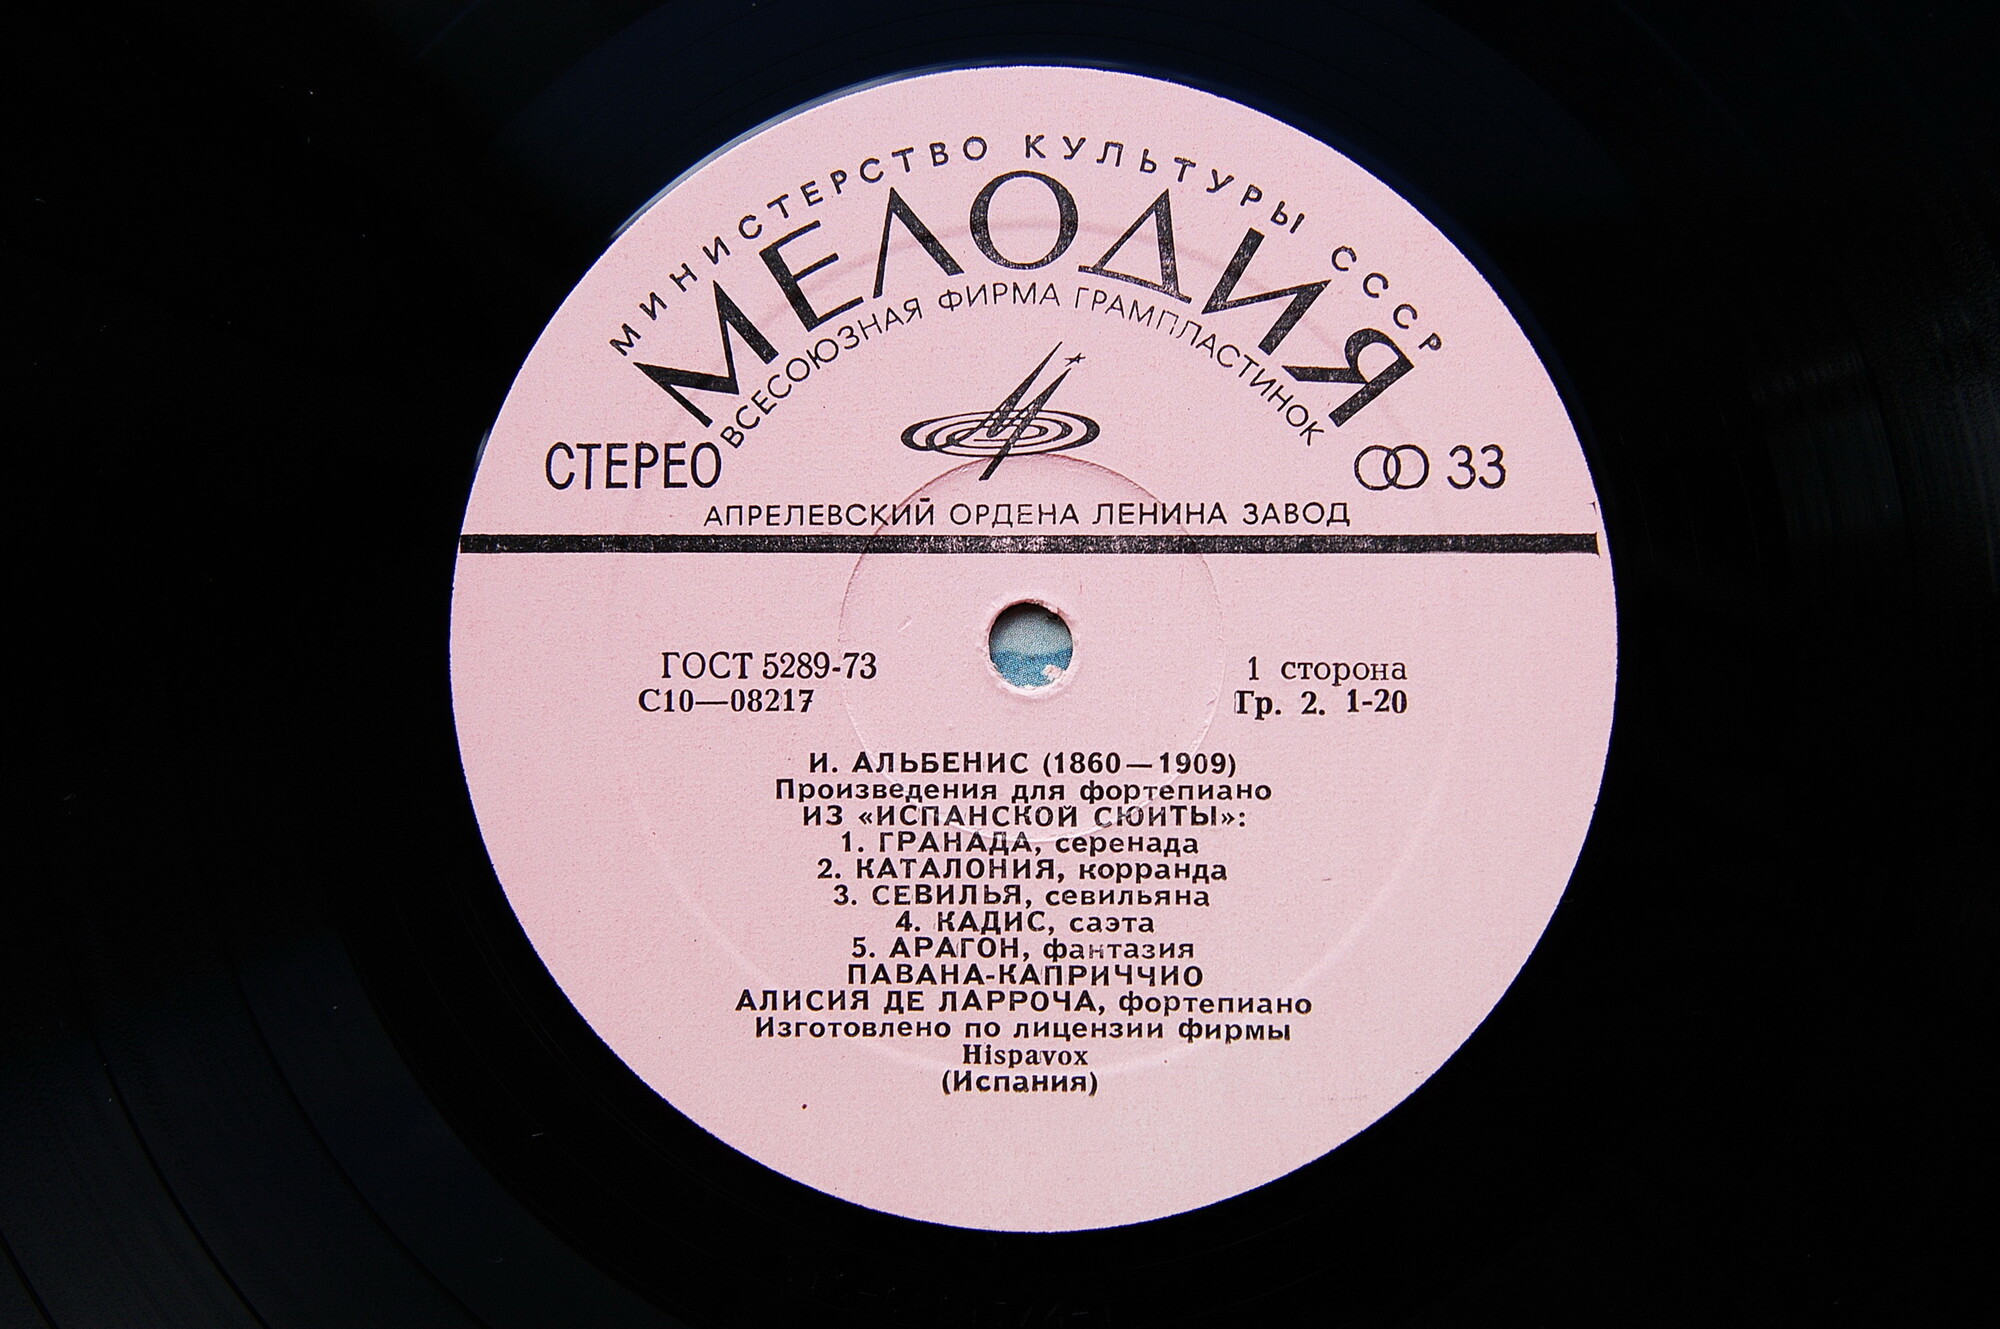 МИНИСТЕРСТВО КУЛЬТУРЫ СССР
МЕЛОДИЯ
ВСЕСОЮЗНАЯ ФИРМА ГРАМПЛАСТИНОК
СТЕРЕО 33
АПРЕЛЕВСКИЙ ОРДЕНА ЛЕНИНА ЗАВОД
ГОСТ 5289-73 1 сторона
С10—08217 Гр. 2. 1-20
И. АЛЬБЕНИС (1860—1909)
Произведения для фортепиано
ИЗ «ИСПАНСКОЙ СЮИТЫ»:
1. ГРАНАДА, серенада
2. КАТАЛОНИЯ, корранда
3. СЕВИЛЬЯ, севильяна
4. КАДИС, саэта
5. АРАГОН, фантазия
ПАВАНА-КАПРИЧЧИО
АЛИСИЯ ДЕ ЛАРРОЧА, фортепиано
Изготовлено по лицензии фирмы
Hispavox
(Испания)